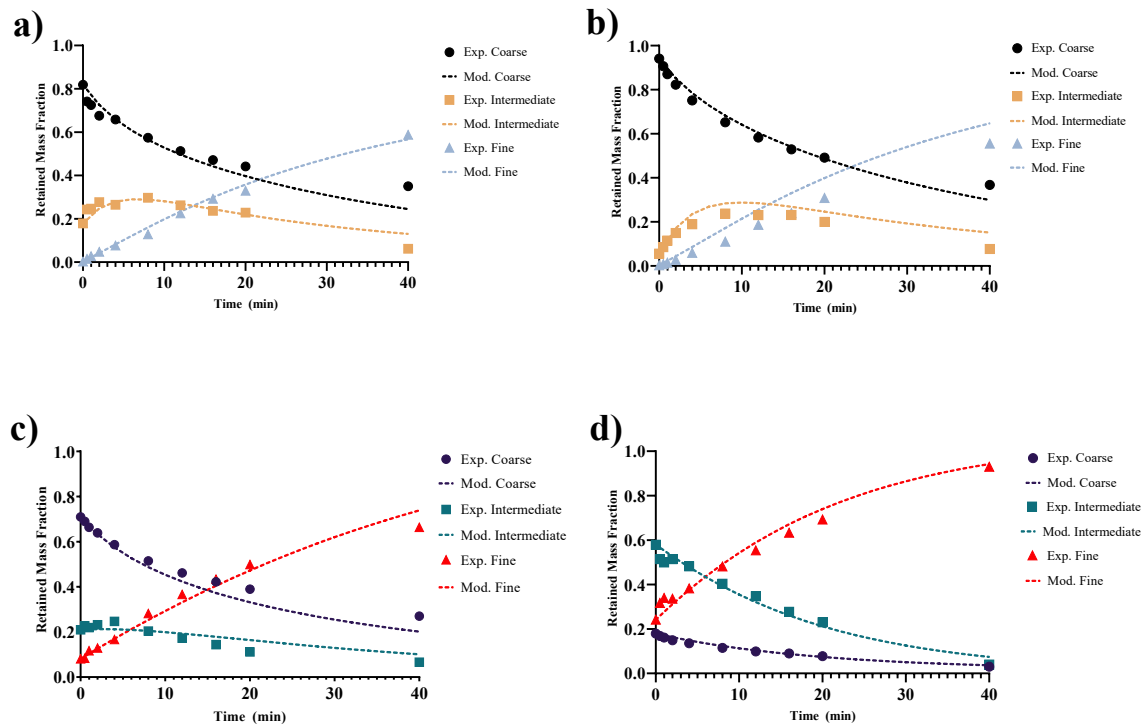 a)
Retained Mass Fraction
1.0
0.8
0.6
0.4
0.2
0.0
0 10 20 30 40
Time (min)
Exp. Coarse
Mod. Coarse
Exp. Intermediate
Mod. Intermediate
Exp. Fine
Mod. Fine
b)
Retained Mass Fraction
1.0
0.8
0.6
0.4
0.2
0.0
0 10 20 30 40
Time (min)
Exp. Coarse
Mod. Coarse
Exp. Intermediate
Mod. Intermediate
Exp. Fine
Mod. Fine
c)
Retained Mass Fraction
1.0
0.8
0.6
0.4
0.2
0.0
0 10 20 30 40
Time (min)
Exp. Coarse
Mod. Coarse
Exp. Intermediate
Mod. Intermediate
Exp. Fine
Mod. Fine
d)
Retained Mass Fraction
1.0
0.8
0.6
0.4
0.2
0.0
0 10 20 30 40
Time (min)
Exp. Coarse
Mod. Coarse
Exp. Intermediate
Mod. Intermediate
Exp. Fine
Mod. Fine